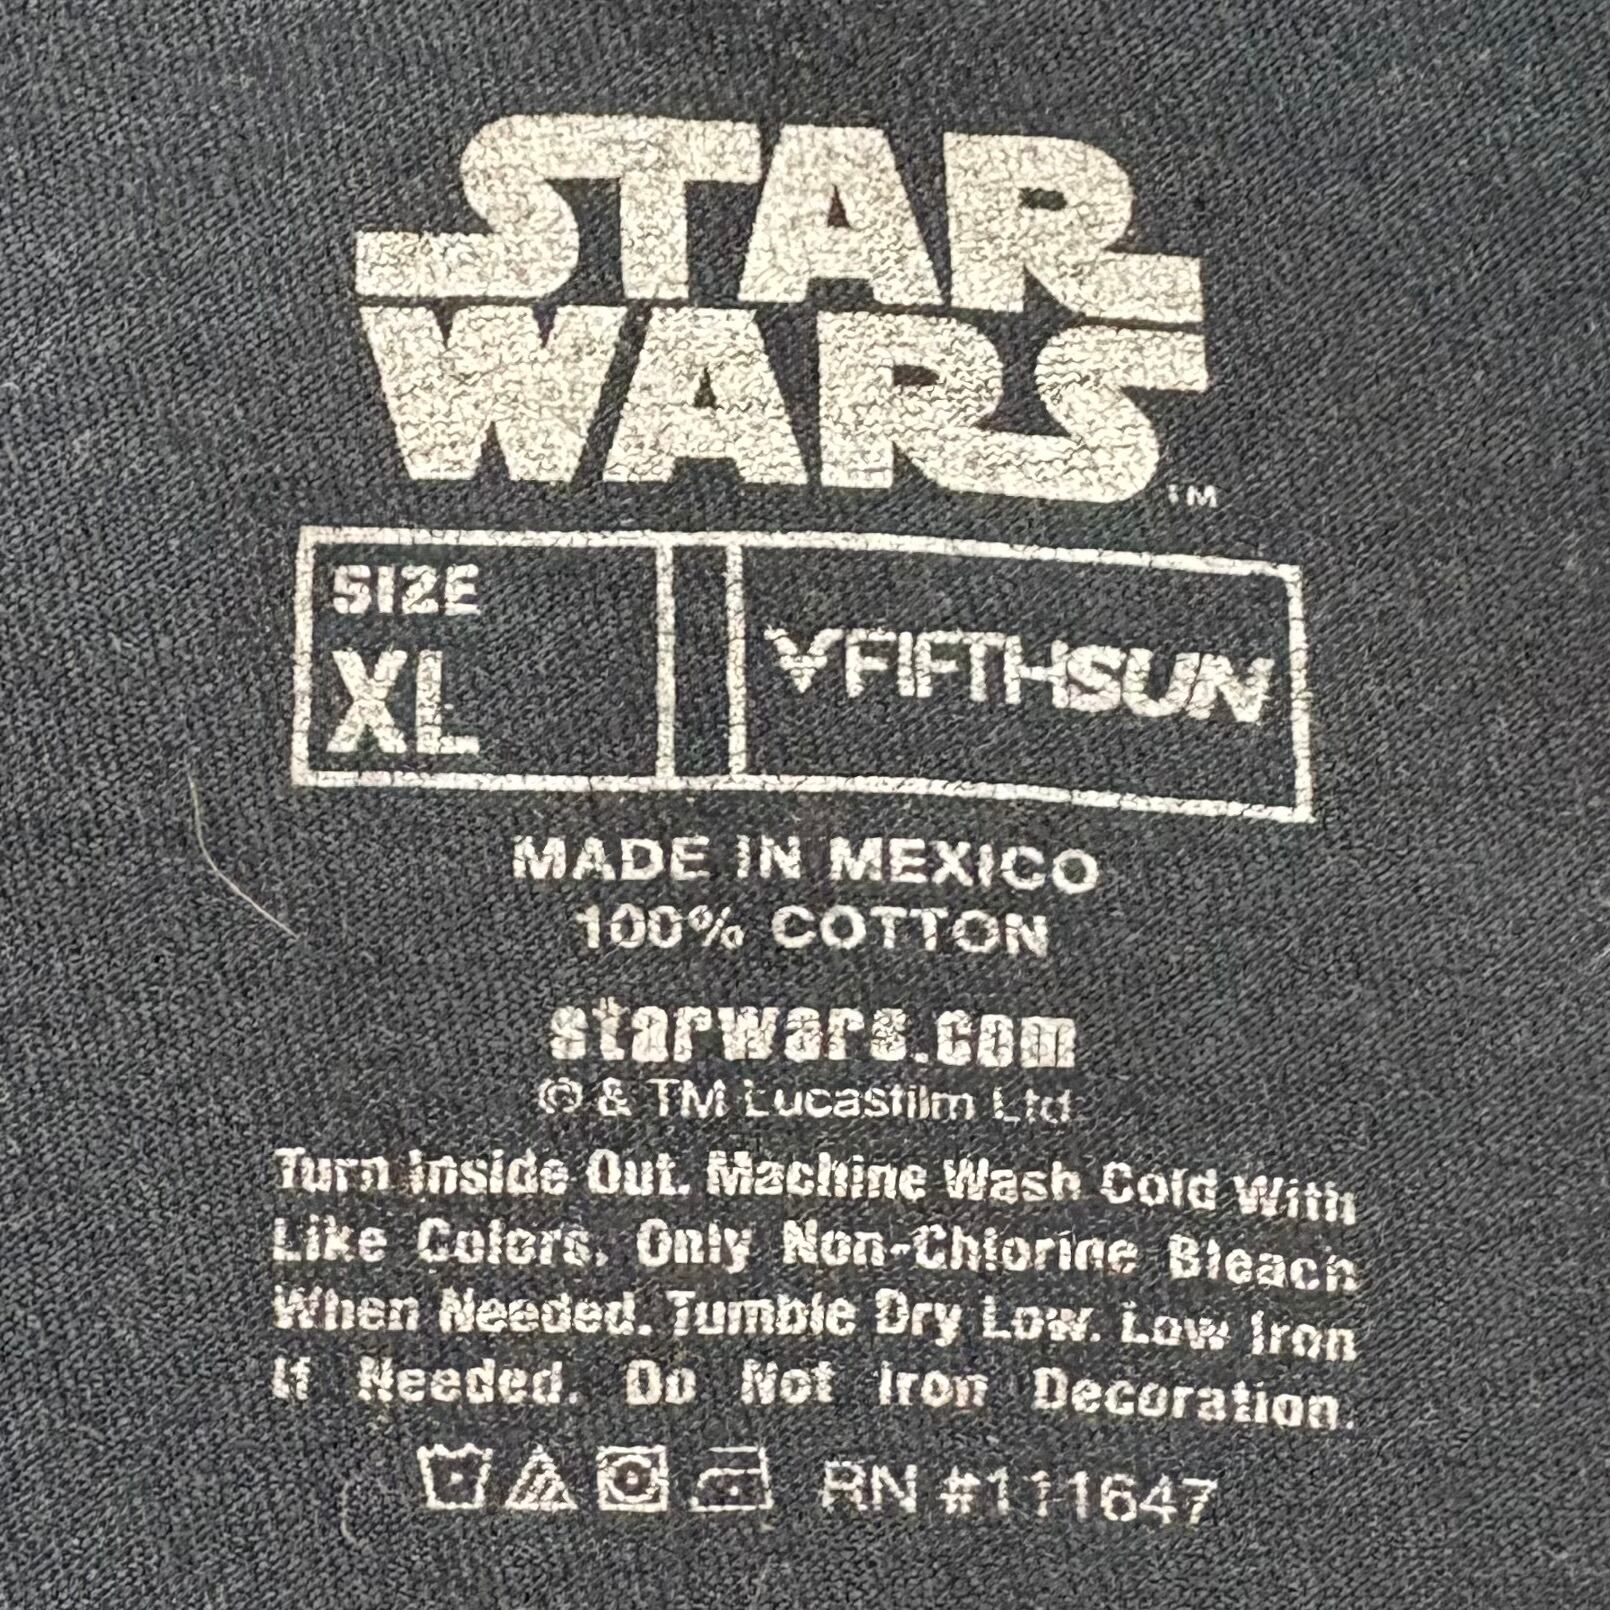 STAR
WARS
™
SIZE
XL
FIFTHSUN
MADE IN MEXICO
100% COTTON
starwars.com
© & TM Lucasfilm Ltd.
Turn Inside Out. Machine Wash Cold With
Like Colors. Only Non-Chlorine Bleach
When Needed. Tumble Dry Low. Low Iron
If Needed. Do Not Iron Decoration.
RN #111647